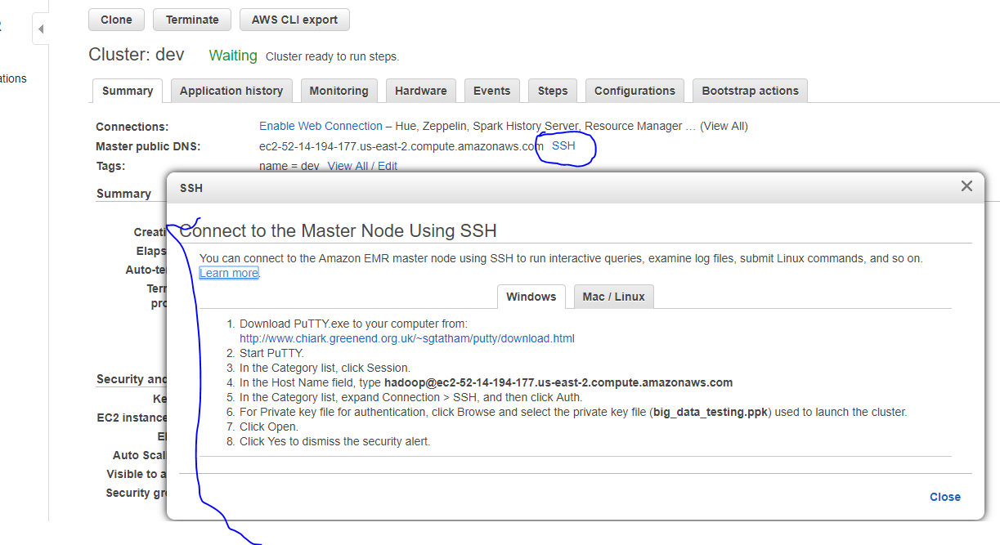 Clone Terminate AWS CLI export
Cluster: dev Waiting Cluster ready to run steps.
ations
Summary Application history Monitoring Hardware Events Steps Configurations Bootstrap actions
Connections: Enable Web Connection – Hue, Zeppelin, Spark History Server, Resource Manager … (View All)
Master public DNS: ec2-52-14-194-177.us-east-2.compute.amazonaws.com SSH
Tags: name = dev View All / Edit
SSH
Summary
Connect to the Master Node Using SSH
Creati
Elaps
You can connect to the Amazon EMR master node using SSH to run interactive queries, examine log files, submit Linux commands, and so on.
Auto-te
Learn more.
Terr
pro
Windows Mac / Linux
1. Download PuTTY.exe to your computer from:
http://www.chiark.greenend.org.uk/~sgtatham/putty/download.html
2. Start PuTTY.
3. In the Category list, click Session.
Security and
4. In the Host Name field, type hadoop@ec2-52-14-194-177.us-east-2.compute.amazonaws.com
5. In the Category list, expand Connection > SSH, and then click Auth.
Ke
6. For Private key file for authentication, click Browse and select the private key file (big_data_testing.ppk) used to launch the cluster.
EC2 instance
7. Click Open.
8. Click Yes to dismiss the security alert.
Auto Scal
Visible to a
Security gr
Close